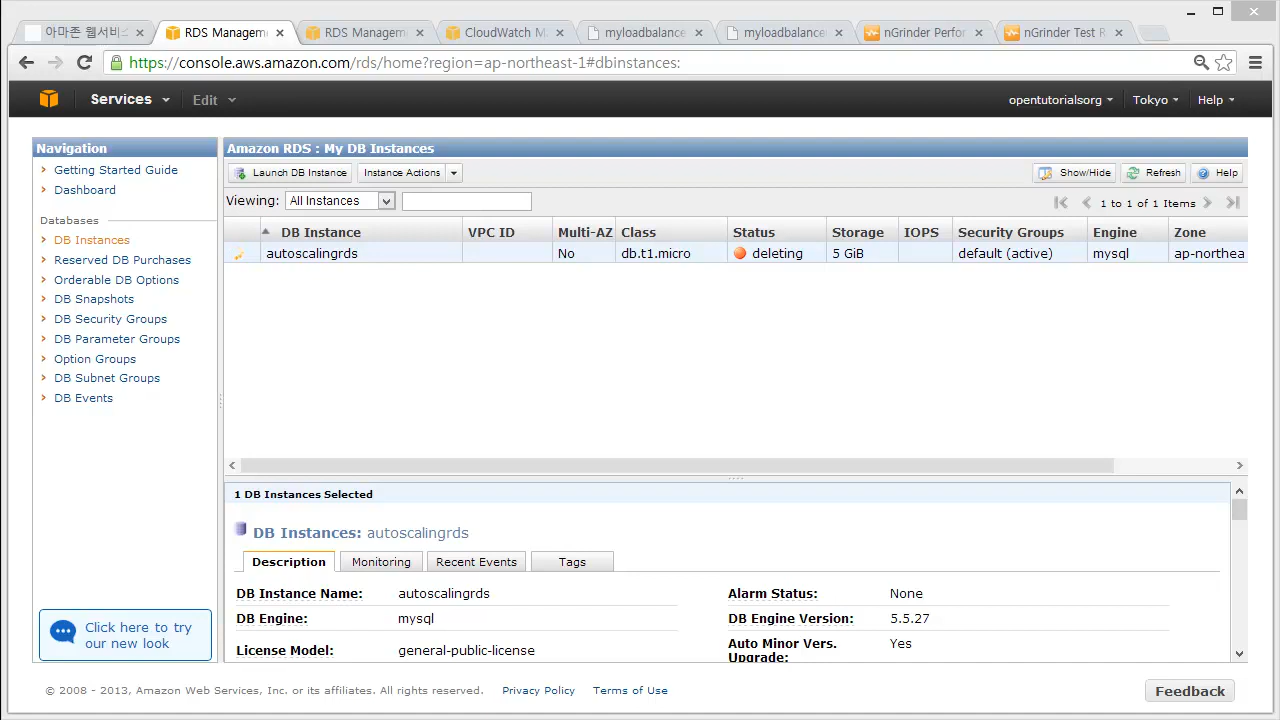 아마존 웹서비스
RDS Managem
RDS Managem
CloudWatch M
myloadbalance
myloadbalance
nGrinder Perfo
nGrinder Test R
https://console.aws.amazon.com/rds/home?region=ap-northeast-1#dbinstances:
Services Edit opentutorialsorg Tokyo Help
Navigation
Getting Started Guide
Dashboard
Databases
DB Instances
Reserved DB Purchases
Orderable DB Options
DB Snapshots
DB Security Groups
DB Parameter Groups
Option Groups
DB Subnet Groups
DB Events
Click here to try
our new look
Amazon RDS : My DB Instances
Launch DB Instance Instance Actions Show/Hide Refresh Help
Viewing: All Instances 1 to 1 of 1 Items
DB Instance VPC ID Multi-AZ Class Status Storage IOPS Security Groups Engine Zone
autoscalingrds No db.t1.micro deleting 5 GiB default (active) mysql ap-northea
1 DB Instances Selected
DB Instances: autoscalingrds
Description Monitoring Recent Events Tags
DB Instance Name: autoscalingrds Alarm Status: None
DB Engine: mysql DB Engine Version: 5.5.27
License Model: general-public-license Auto Minor Vers. Yes
Upgrade:
© 2008 - 2013, Amazon Web Services, Inc. or its affiliates. All rights reserved. Privacy Policy Terms of Use Feedback